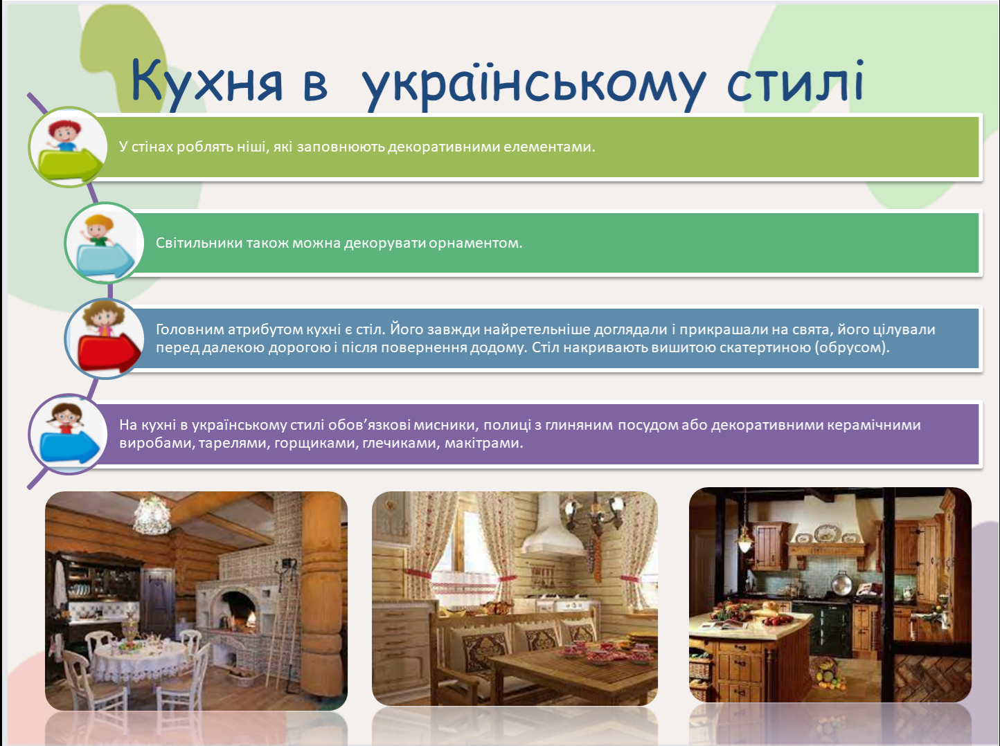 Кухня в українському стилі
У стінах роблять ніші, які заповнюють декоративними елементами.
Світильники також можна декорувати орнаментом.
Головним атрибутом кухні є стіл. Його завжди найретельніше доглядали і прикрашали на свята, його цілували
перед далекою дорогою і після повернення додому. Стіл накривають вишитою скатертиною (обрусом).
На кухні в українському стилі обов’язкові мисники, полиці з глиняним посудом або декоративними керамічними
виробами, тарелями, горщиками, глечиками, макітрами.